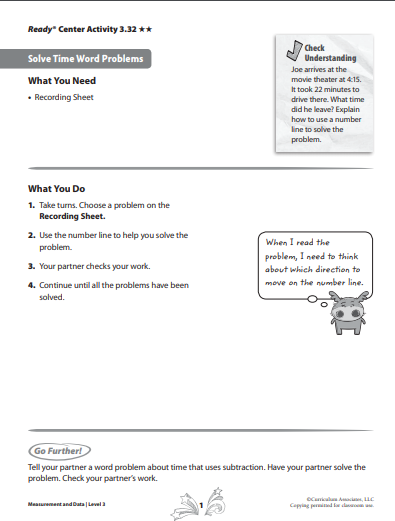 Ready® Center Activity 3.32 ★★
Solve Time Word Problems
What You Need
• Recording Sheet
Check
Understanding
Joe arrives at the
movie theater at 4:15.
It took 22 minutes to
drive there. What time
did he leave? Explain
how to use a number
line to solve the
problem.
What You Do
1. Take turns. Choose a problem on the
Recording Sheet.
2. Use the number line to help you solve the
problem.
3. Your partner checks your work.
4. Continue until all the problems have been
solved.
When I read the
problem, I need to think
about which direction to
move on the number line.
Go Further!
Tell your partner a word problem about time that uses subtraction. Have your partner solve the
problem. Check your partner's work.
Measurement and Data | Level 3
1
©Curriculum Associates, LLC
Copying permitted for classroom use.